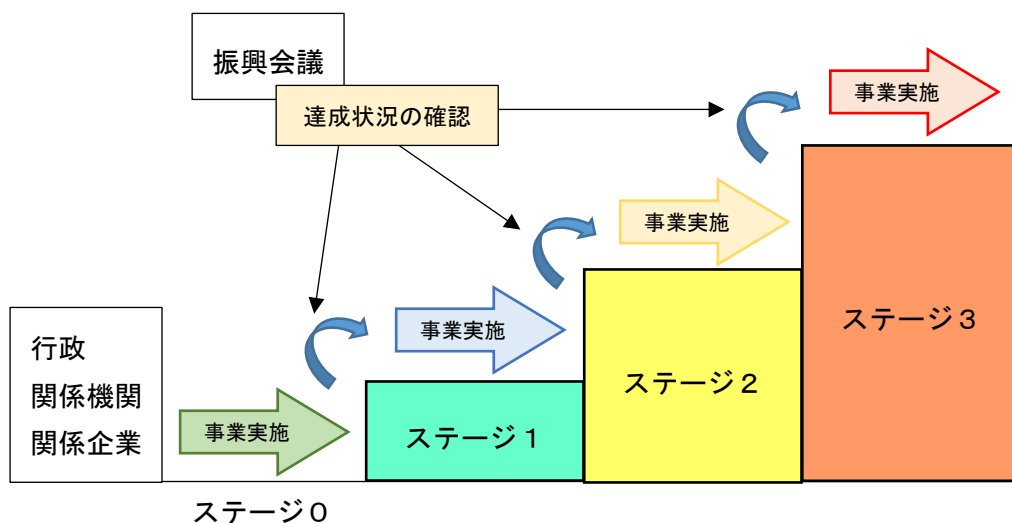 振興会議
達成状況の確認
事業実施
事業実施
事業実施
行政
関係機関
関係企業
事業実施
ステージ１
ステージ２
ステージ３
ステージ０